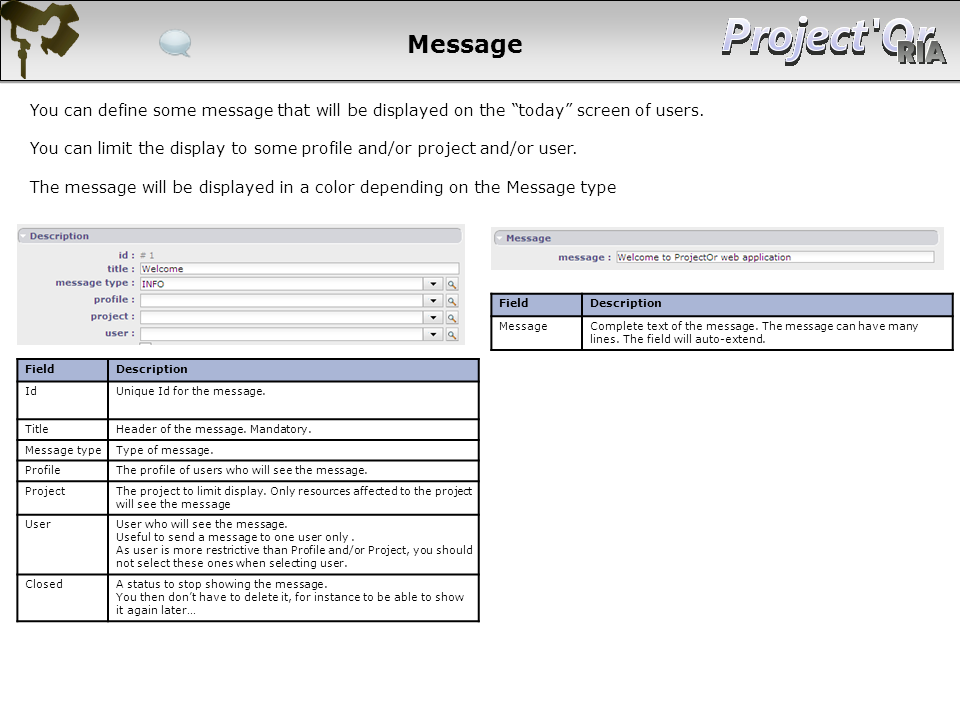 Message
Project'Or
RIA
You can define some message that will be displayed on the “today” screen of users.
You can limit the display to some profile and/or project and/or user.
The message will be displayed in a color depending on the Message type
Description
id : # 1
title : Welcome
message type : INFO
profile :
project :
user :
Field Description
Id Unique Id for the message.
Title Header of the message. Mandatory.
Message type Type of message.
Profile The profile of users who will see the message.
Project The project to limit display. Only resources affected to the project
will see the message
User User who will see the message.
Useful to send a message to one user only .
As user is more restrictive than Profile and/or Project, you should
not select these ones when selecting user.
Closed A status to stop showing the message.
You then don’t have to delete it, for instance to be able to show
it again later…
Message
message : Welcome to ProjectOr web application
Field Description
Message Complete text of the message. The message can have many
lines. The field will auto-extend.